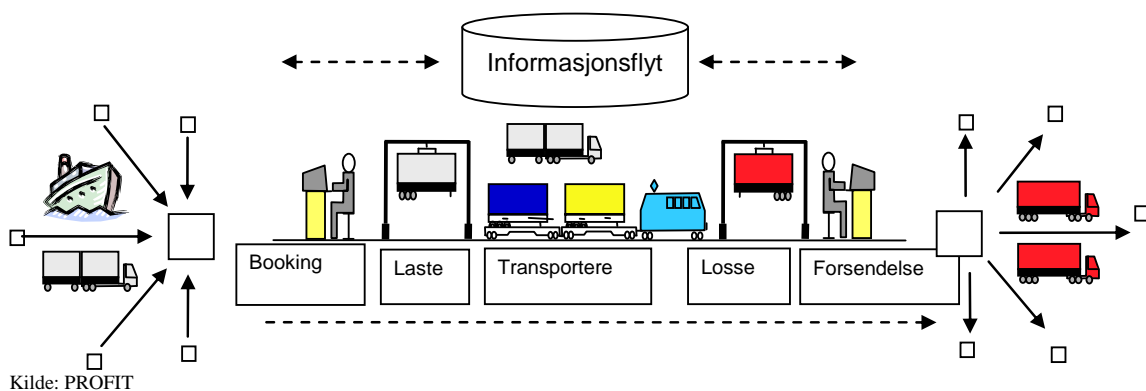 Informasjonsflyt
Booking
Laste
Transportere
Losse
Forsendelse
Kilde: PROFIT